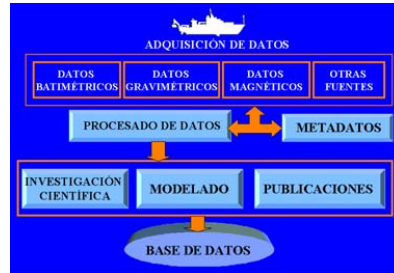 ADQUISICIÓN DE DATOS
DATOS
BATIMÉTRICOS
DATOS
GRAVIMÉTRICOS
DATOS
MAGNÉTICOS
OTRAS
FUENTES
PROCESADO DE DATOS
METADATOS
INVESTIGACIÓN
CIENTÍFICA
MODELADO
PUBLICACIONES
BASE DE DATOS